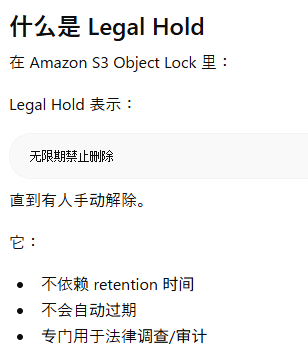 什么是 Legal Hold
在 Amazon S3 Object Lock 里：
Legal Hold 表示：
无限期禁止删除
直到有人手动解除。
它：
• 不依赖 retention 时间
• 不会自动过期
• 专门用于法律调查/审计